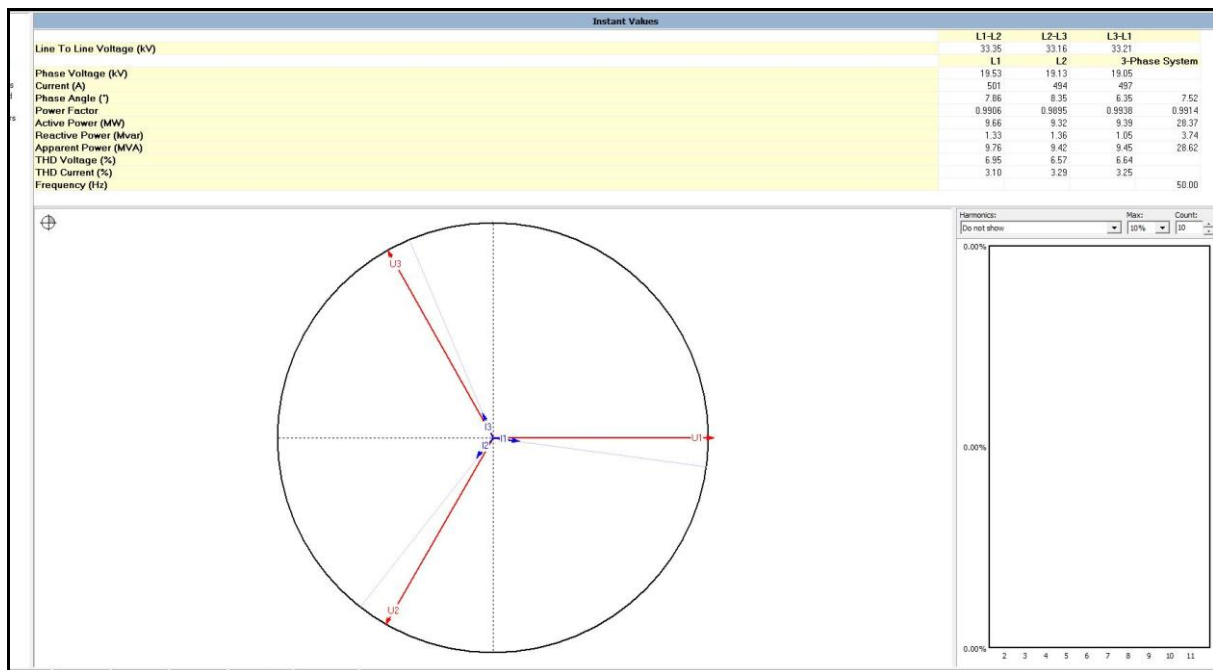 Instant Values
L1-L2 L2-L3 L3-L1
Line To Line Voltage (kV) 33.35 33.16 33.21
L1 L2 3-Phase System
Phase Voltage (kV) 19.53 19.13 19.05
Current (A) 501 494 497
Phase Angle (°) 7.86 8.35 6.35 7.52
Power Factor 0.9906 0.9895 0.9938 0.9914
Active Power (MW) 9.66 9.32 9.39 28.37
Reactive Power (Mvar) 1.33 1.36 1.05 3.74
Apparent Power (MVA) 9.76 9.42 9.45 28.62
THD Voltage (%) 6.95 6.57 6.64
THD Current (%) 3.10 3.29 3.25
Frequency (Hz) 50.00
s
rs
Harmonics: Max: Count:
Do not show 10% 10
U3
I3
I2
I1
U1
U2
0.00%
0.00%
0.00%
2 3 4 5 6 7 8 9 10 11